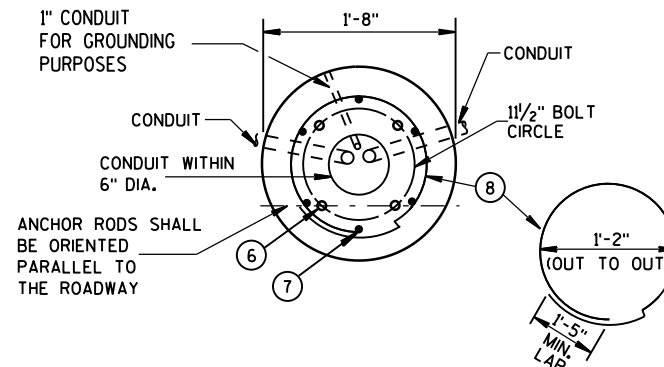 1" CONDUIT
FOR GROUNDING
PURPOSES
1'-8"
CONDUIT
CONDUIT
11½" BOLT
CIRCLE
CONDUIT WITHIN
6" DIA.
8
ANCHOR RODS SHALL
BE ORIENTED
PARALLEL TO
THE ROADWAY
6
7
1'-2"
(OUT TO OUT
1'-5"
MIN.
LAP